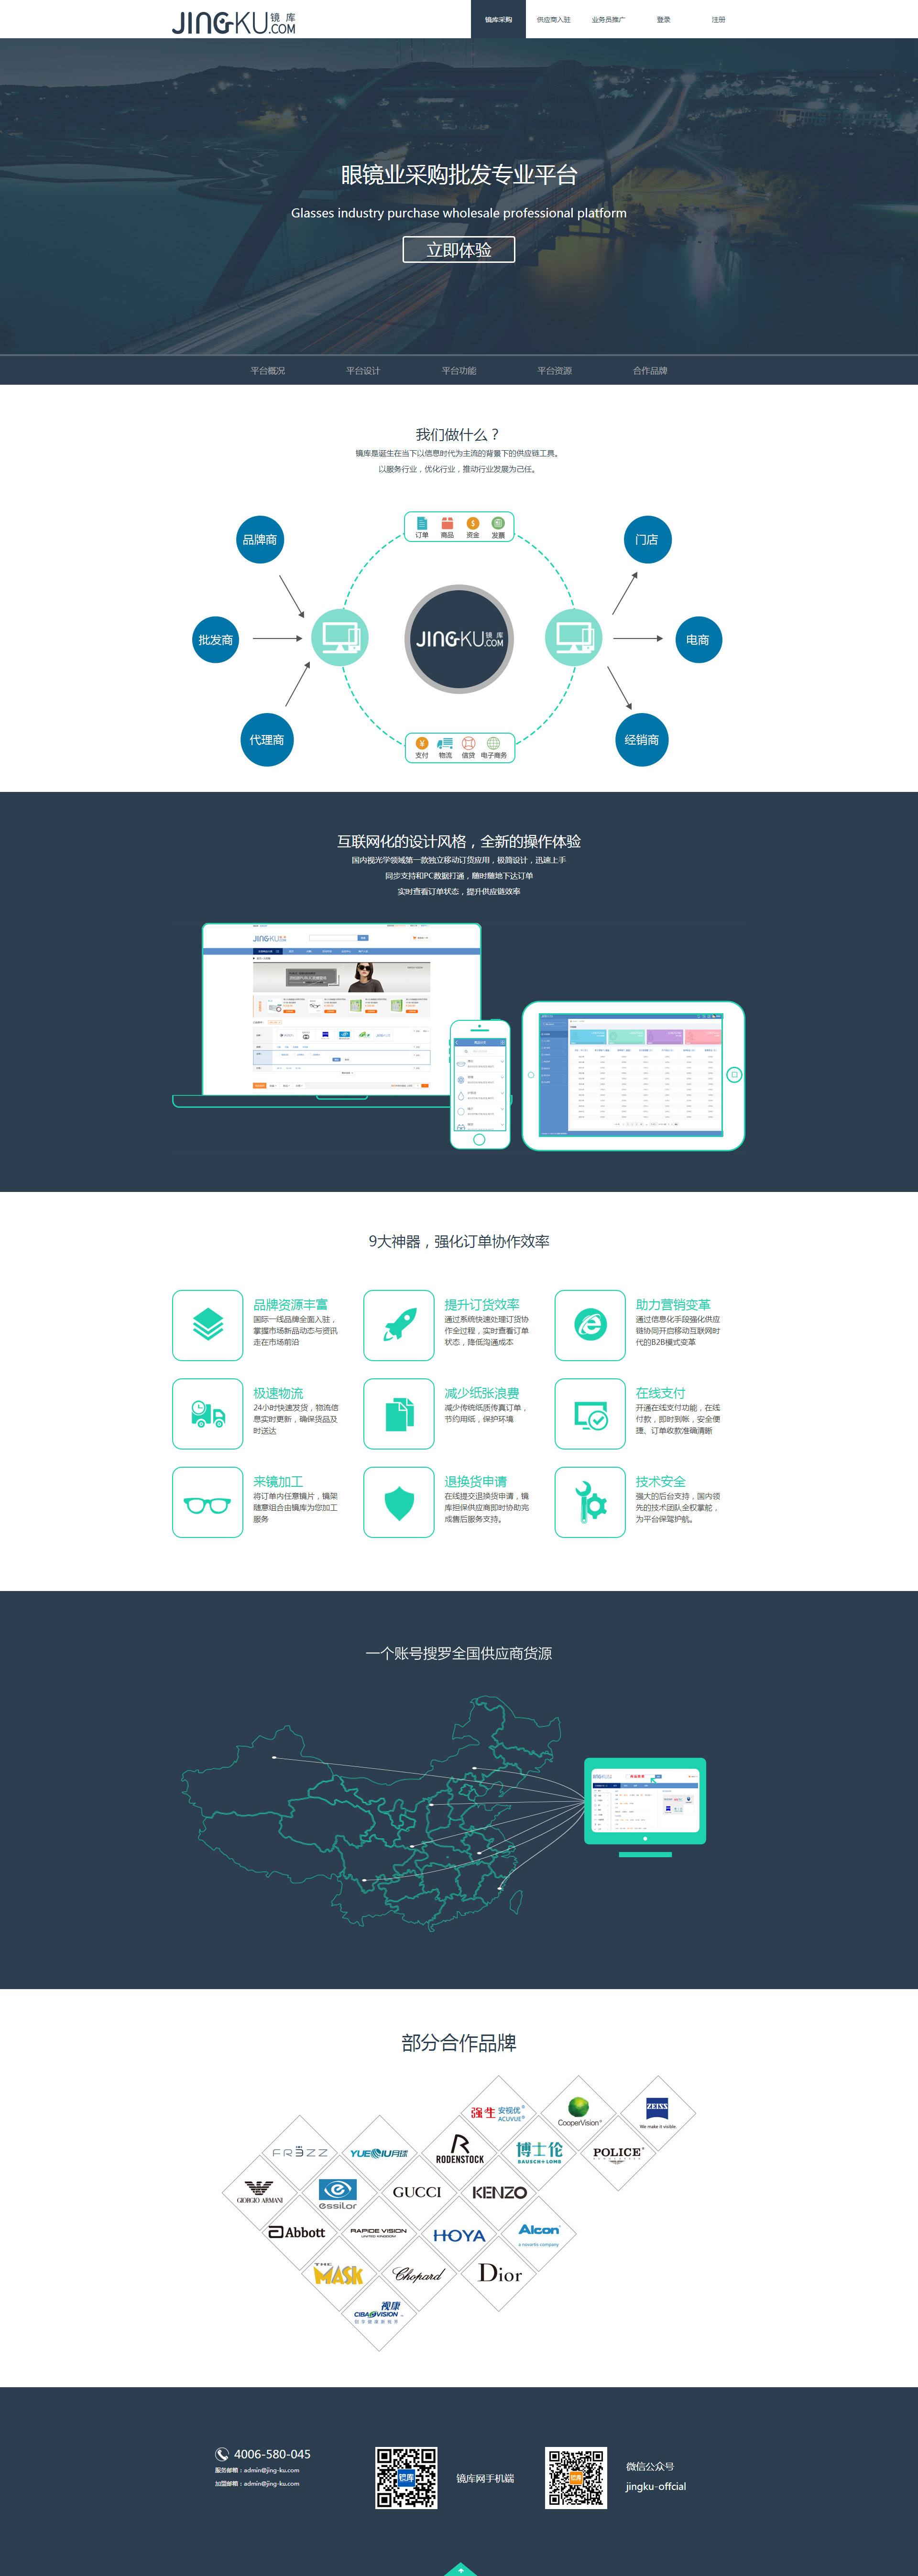 JINGKU 镜库 .COM
镜库采购 供应商入驻 业务员推广 登录 注册
眼镜业采购批发专业平台
Glasses industry purchase wholesale professional platform
立即体验
平台概况 平台设计 平台功能 平台资源 合作品牌
我们做什么？
镜库是诞生在当下以信息时代为主流的背景下的供应链工具。
以服务行业，优化行业，推动行业发展为己任。
订单 商品 资金 发票
品牌商
门店
批发商
JINGKU 镜库 .COM
电商
代理商
经销商
支付 物流 信贷 电子商务
互联网化的设计风格，全新的操作体验
国内视光学领域第一款独立移动订货应用，极简设计，迅速上手
同步支持和PC数据打通，随时随地下达订单
实时查看订单状态，提升供应链效率
JINGKU
9大神器，强化订单协作效率
品牌资源丰富
国际一线品牌全面入驻，
掌握市场新品动态与资讯
走在市场前沿
提升订货效率
通过系统快速处理订货协
作全过程，实时查看订单
状态，降低沟通成本
助力营销变革
通过信息化手段强化供应
链协同开启移动互联网时
代的B2B模式变革
极速物流
24小时快速发货，物流信
息实时更新，确保货品及
时送达
减少纸张浪费
减少传统纸质传真订单，
节约用纸，保护环境
在线支付
开通在线支付功能，在线
付款，即时到帐，安全便
捷。订单收款准确清晰
来镜加工
将订单内任意镜片，镜架
随意组合由镜库为您加工
服务
退换货申请
在线提交退换货申请，镜
库担保供应商即时协助完
成售后服务支持。
技术安全
强大的后台支持，国内领
先的技术团队全权掌舵，
为平台保驾护航。
一个账号搜罗全国供应商货源
部分合作品牌
强生 安视优® ACUVUE®
CooperVision®
ZEISS
We make it visible.
FR3ZZ
YUEQIU月球
RODENSTOCK
博士伦
BAUSCH+LOMB
POLICE
GIORGIO ARMANI
essilor
GUCCI
KENZO
Abbott
RAPIDE VISION
UNITED KINGDOM
HOYA
Alcon
a novartis company
THE MASK
Chopard
Dior
视康
CIBA VISION
4006-580-045
服务邮箱：admin@jing-ku.com
加盟邮箱：admin@jing-ku.com
镜库
镜库网手机端
微信公众号
jingku-offcial